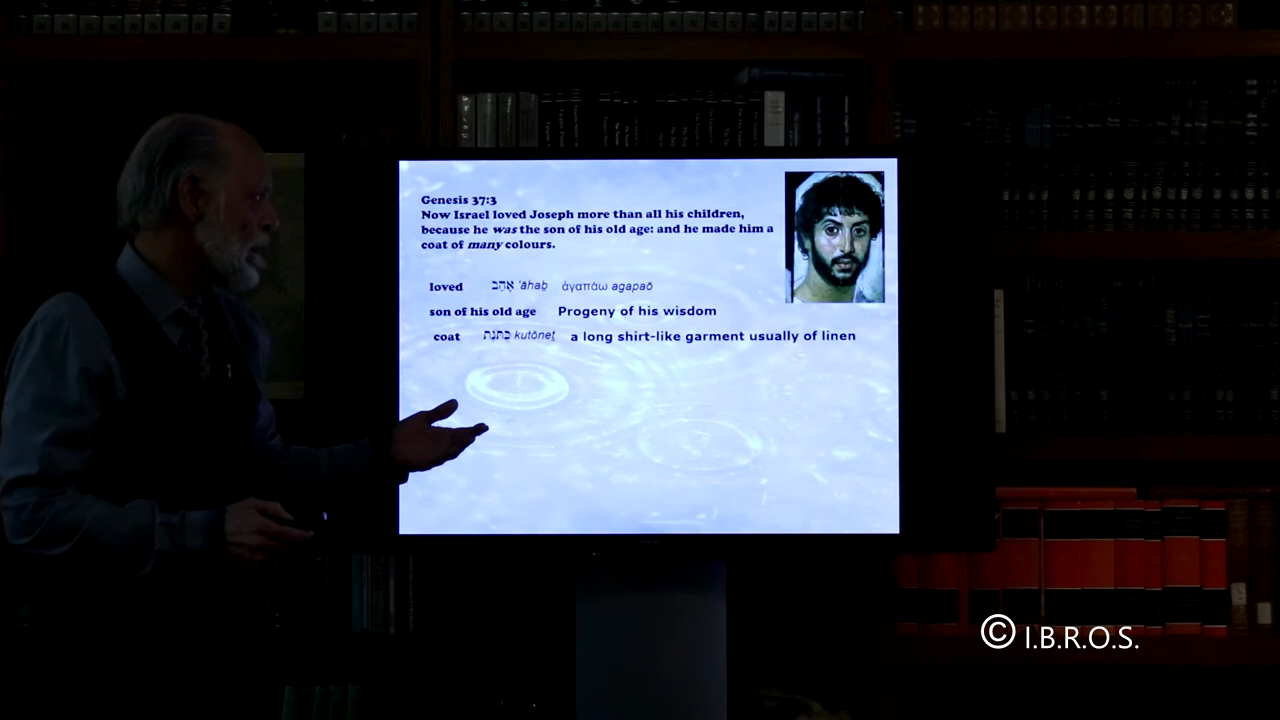 Genesis 37:3
Now Israel loved Joseph more than all his children,
because he was the son of his old age: and he made him a
coat of many colours.
loved אָהֵב 'āhaḇ ἀγαπάω agapaō
son of his old age Progeny of his wisdom
coat כֻּתֹּנֶת kutōneṯ a long shirt-like garment usually of linen
© I.B.R.O.S.